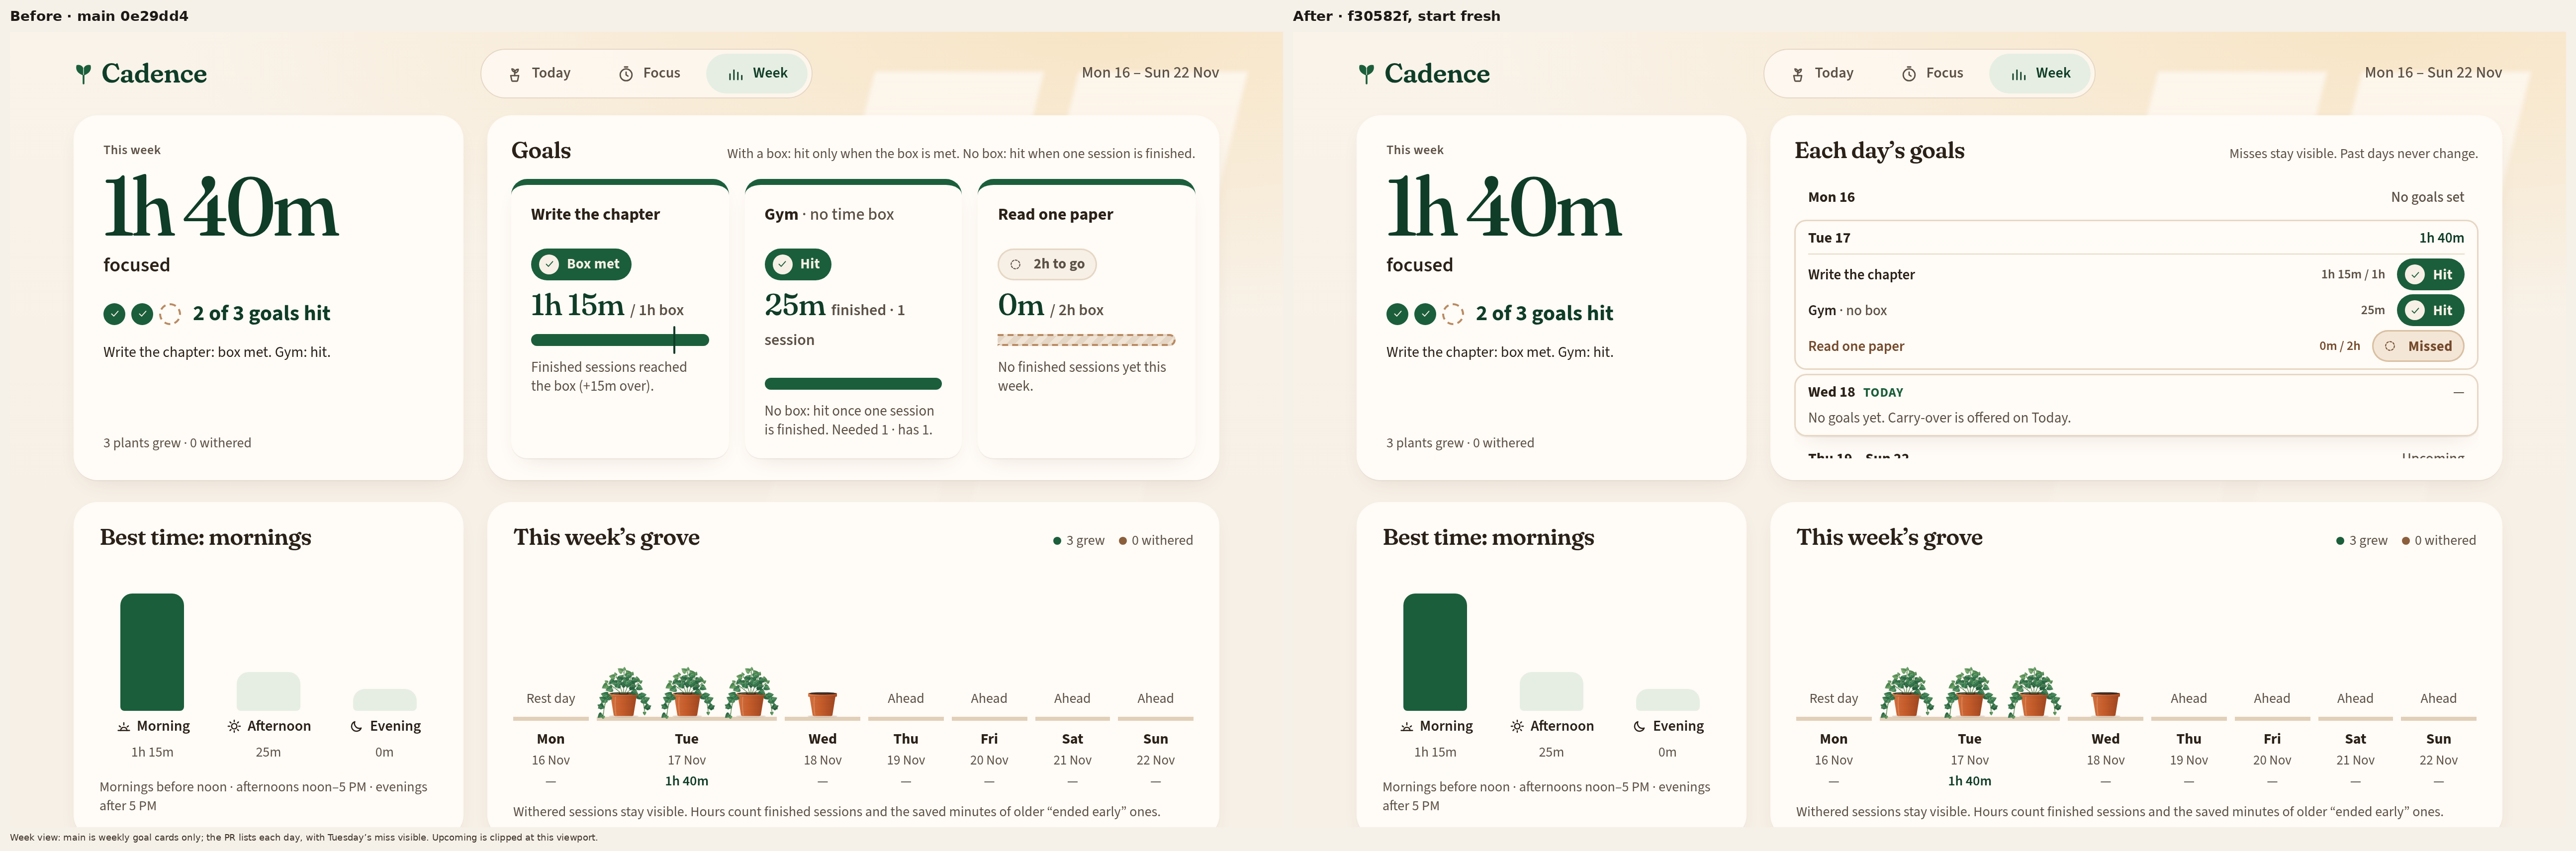 Before · main 0e29dd4
Cadence
Today
Focus
Week
Mon 16 – Sun 22 Nov
This week
1h 40m
focused
2 of 3 goals hit
Write the chapter: box met. Gym: hit.
3 plants grew · 0 withered
Goals
With a box: hit only when the box is met. No box: hit when one session is finished.
Write the chapter
Box met
1h 15m / 1h box
Finished sessions reached
the box (+15m over).
Gym · no time box
Hit
25m finished · 1
session
No box: hit once one session
is finished. Needed 1 · has 1.
Read one paper
2h to go
0m / 2h box
No finished sessions yet this
week.
Best time: mornings
Morning
1h 15m
Afternoon
25m
Evening
0m
Mornings before noon · afternoons noon–5 PM · evenings
after 5 PM
This week’s grove
3 grew
0 withered
Rest day
Ahead
Ahead
Ahead
Ahead
Mon
Tue
Wed
Thu
Fri
Sat
Sun
16 Nov
17 Nov
18 Nov
19 Nov
20 Nov
21 Nov
22 Nov
—
1h 40m
—
—
—
—
—
Withered sessions stay visible. Hours count finished sessions and the saved minutes of older “ended early” ones.
Week view: main is weekly goal cards only; the PR lists each day, with Tuesday’s miss visible. Upcoming is clipped at this viewport.
After · f30582f, start fresh
Cadence
Today
Focus
Week
Mon 16 – Sun 22 Nov
This week
1h 40m
focused
2 of 3 goals hit
Write the chapter: box met. Gym: hit.
3 plants grew · 0 withered
Each day’s goals
Misses stay visible. Past days never change.
Mon 16
No goals set
Tue 17
1h 40m
Write the chapter
1h 15m / 1h
Hit
Gym · no box
25m
Hit
Read one paper
0m / 2h
Missed
Wed 18 TODAY
—
No goals yet. Carry-over is offered on Today.
Thu 19 – Sun 22
Upcoming
Best time: mornings
Morning
1h 15m
Afternoon
25m
Evening
0m
Mornings before noon · afternoons noon–5 PM · evenings
after 5 PM
This week’s grove
3 grew
0 withered
Rest day
Ahead
Ahead
Ahead
Ahead
Mon
Tue
Wed
Thu
Fri
Sat
Sun
16 Nov
17 Nov
18 Nov
19 Nov
20 Nov
21 Nov
22 Nov
—
1h 40m
—
—
—
—
—
Withered sessions stay visible. Hours count finished sessions and the saved minutes of older “ended early” ones.